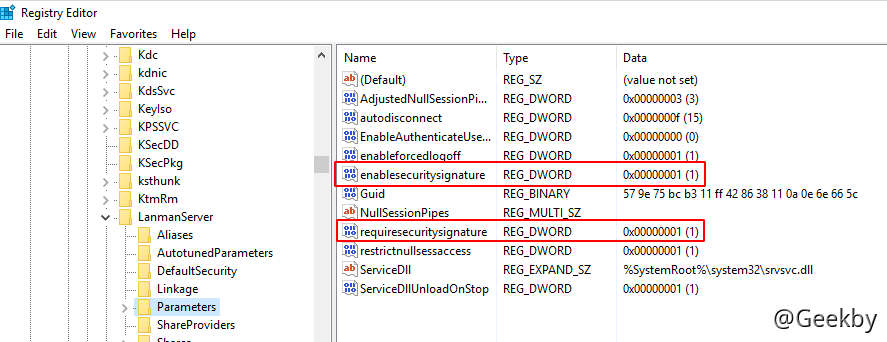 Registry Editor
File Edit View Favorites Help
Kdc
kdnic
KdsSvc
KeyIso
KPSSVC
KSecDD
KSecPkg
ksthunk
KtmRm
LanmanServer
Aliases
AutotunedParameters
DefaultSecurity
Linkage
Parameters
ShareProviders
Shares
Name Type Data
(Default) REG_SZ (value not set)
AdjustedNullSessionPi... REG_DWORD 0x00000003 (3)
autodisconnect REG_DWORD 0x0000000f (15)
EnableAuthenticateUse... REG_DWORD 0x00000000 (0)
enableforcedlogoff REG_DWORD 0x00000001 (1)
enablesecuritysignature REG_DWORD 0x00000001 (1)
Guid REG_BINARY 57 9e 75 bc b3 11 ff 42 86 38 11 0a 0e 6e 66 5c
NullSessionPipes REG_MULTI_SZ
requiresecuritysignature REG_DWORD 0x00000001 (1)
restrictnullsessaccess REG_DWORD 0x00000001 (1)
ServiceDll REG_EXPAND_SZ %SystemRoot%\system32\srvsvc.dll
ServiceDllUnloadOnStop REG_DWORD 0x00000001 (1)
@Geekby